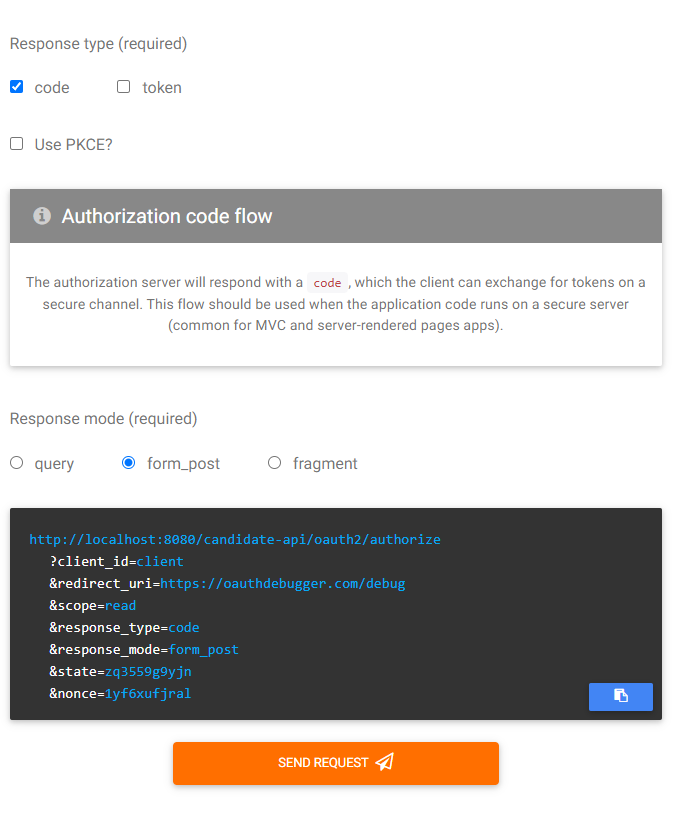 Response type (required)
code token
Use PKCE?
Authorization code flow
The authorization server will respond with a code , which the client can exchange for tokens on a
secure channel. This flow should be used when the application code runs on a secure server
(common for MVC and server-rendered pages apps).
Response mode (required)
query form_post fragment
http://localhost:8080/candidate-api/oauth2/authorize
?client_id=client
&redirect_uri=https://oauthdebugger.com/debug
&scope=read
&response_type=code
&response_mode=form_post
&state=zq3559g9yjn
&nonce=1yf6xufjral
SEND REQUEST